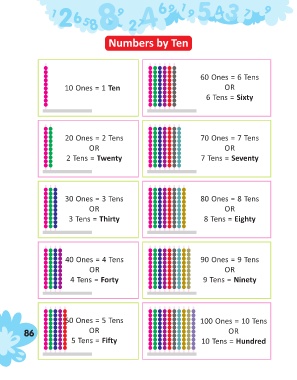 Numbers by Ten
10 Ones = 1 Ten
20 Ones = 2 Tens
OR
2 Tens = Twenty
30 Ones = 3 Tens
OR
3 Tens = Thirty
40 Ones = 4 Tens
OR
4 Tens = Forty
50 Ones = 5 Tens
OR
5 Tens = Fifty
60 Ones = 6 Tens
OR
6 Tens = Sixty
70 Ones = 7 Tens
OR
7 Tens = Seventy
80 Ones = 8 Tens
OR
8 Tens = Eighty
90 Ones = 9 Tens
OR
9 Tens = Ninety
100 Ones = 10 Tens
OR
10 Tens = Hundred
86